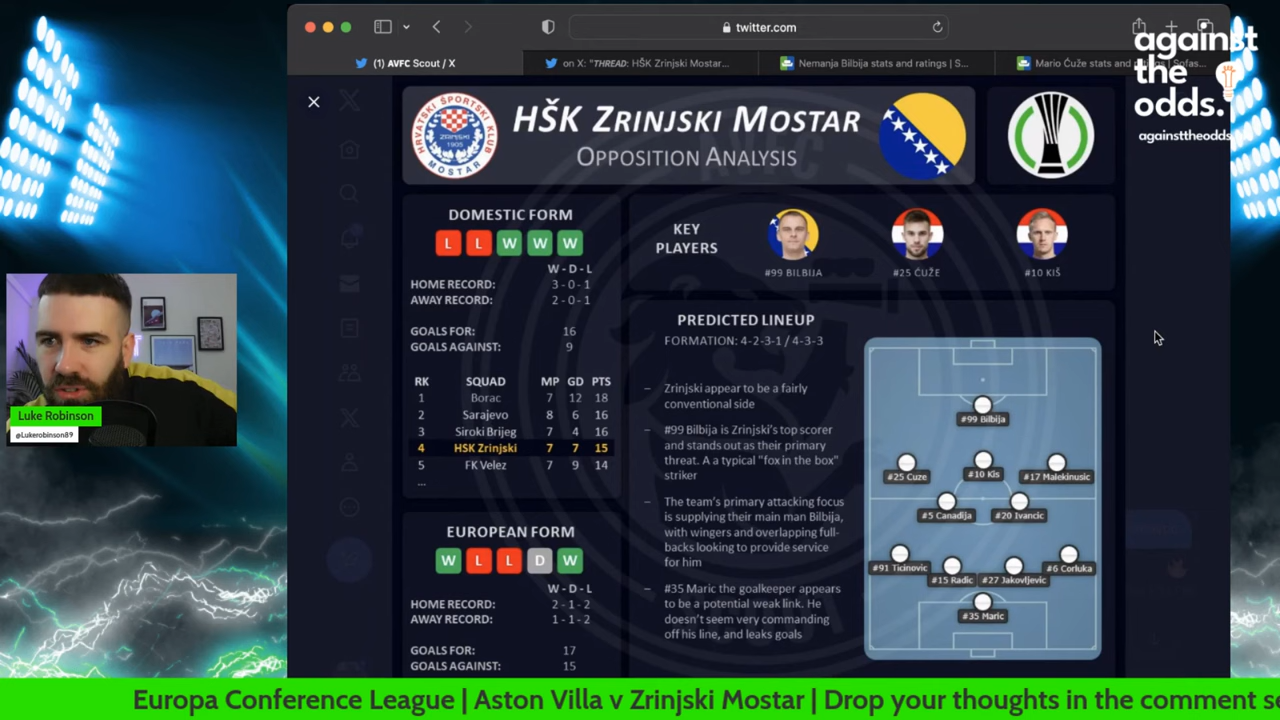 twitter.com
(1) AVFC Scout / X
on X: "THREAD: HŠK Zrinjski Mostar...
Nemanja Bilbija stats and ratings | S...
Mario Ćuže stats and
| Sofas...
against
the
odds.
againsttheodds
HRVATSKI ŠPORTSKI KLUB
ZRINJSKI
1905
MOSTAR
HŠK ZRINJSKI MOSTAR
OPPOSITION ANALYSIS
DOMESTIC FORM
L L W W W
W - D - L
HOME RECORD: 3 - 0 - 1
AWAY RECORD: 2 - 0 - 1
GOALS FOR: 16
GOALS AGAINST: 9
RK SQUAD MP GD PTS
1 Borac 7 12 18
2 Sarajevo 8 6 16
3 Siroki Brijeg 7 4 16
4 HSK Zrinjski 7 7 15
5 FK Velez 7 9 14
...
EUROPEAN FORM
W L L D W
W - D - L
HOME RECORD: 2 - 1 - 2
AWAY RECORD: 1 - 1 - 2
GOALS FOR: 17
GOALS AGAINST: 15
KEY
PLAYERS
#99 BILBIJA
#25 ĆUŽE
#10 KIŠ
PREDICTED LINEUP
FORMATION: 4-2-3-1 / 4-3-3
– Zrinjski appear to be a fairly
conventional side
– #99 Bilbija is Zrinjski's top scorer
and stands out as their primary
threat. A a typical "fox in the box"
striker
– The team's primary attacking focus
is supplying their main man Bilbija,
with wingers and overlapping full-
backs looking to provide service
for him
– #35 Maric the goalkeeper appears
to be a potential weak link. He
doesn't seem very commanding
off his line, and leaks goals
#99 Bilbija
#25 Cuze
#10 Kis
#17 Malekinusic
#5 Canadija
#20 Ivancic
#91 Ticinovic
#15 Radic
#27 Jakovljevic
#6 Corluka
#35 Maric
Luke Robinson
@Lukerobinson89
Europa Conference League | Aston Villa v Zrinjski Mostar | Drop your thoughts in the comment s